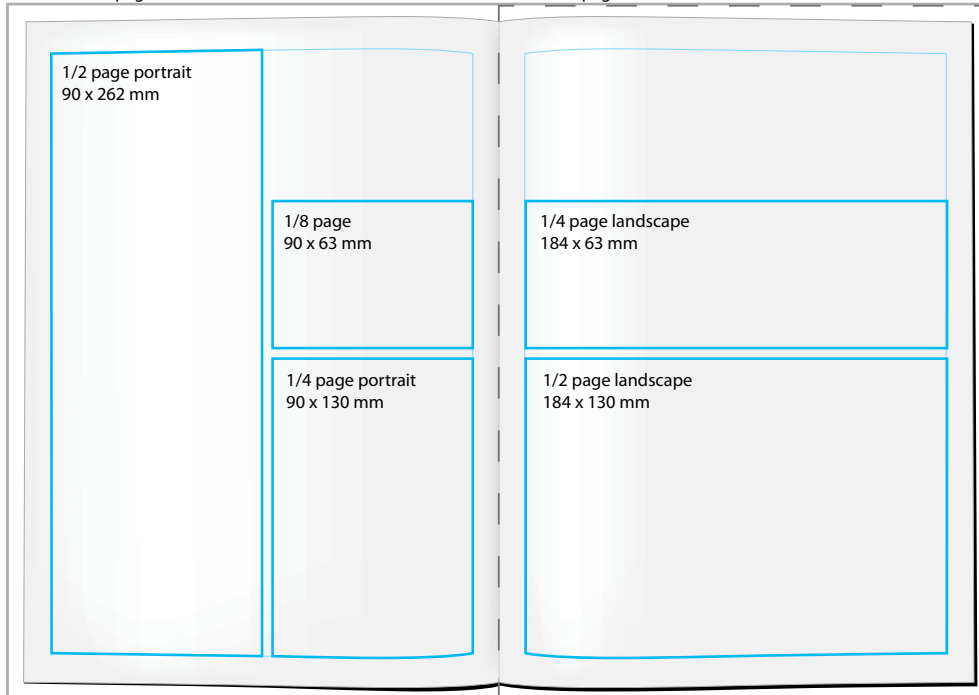 1/2 page portrait
90 x 262 mm
1/8 page
90 x 63 mm
1/4 page portrait
90 x 130 mm
1/4 page landscape
184 x 63 mm
1/2 page landscape
184 x 130 mm